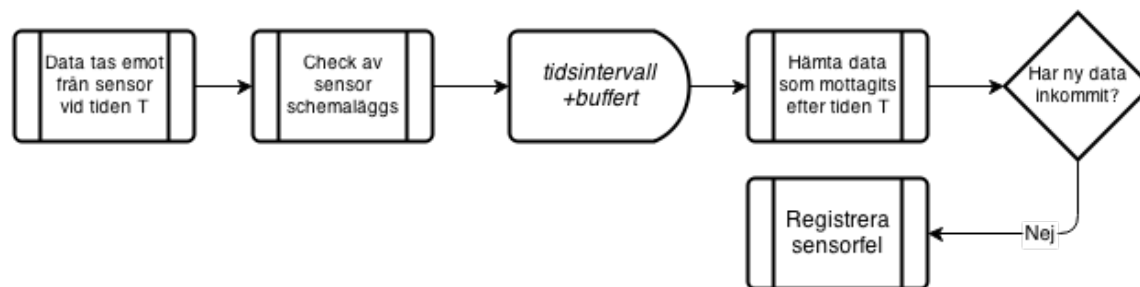 Data tas emot
från sensor
vid tiden T
Check av
sensor
schemaläggs
tidsintervall
+buffert
Hämta data
som mottagits
efter tiden T
Har ny data
inkommit?
Nej
Registrera
sensorfel